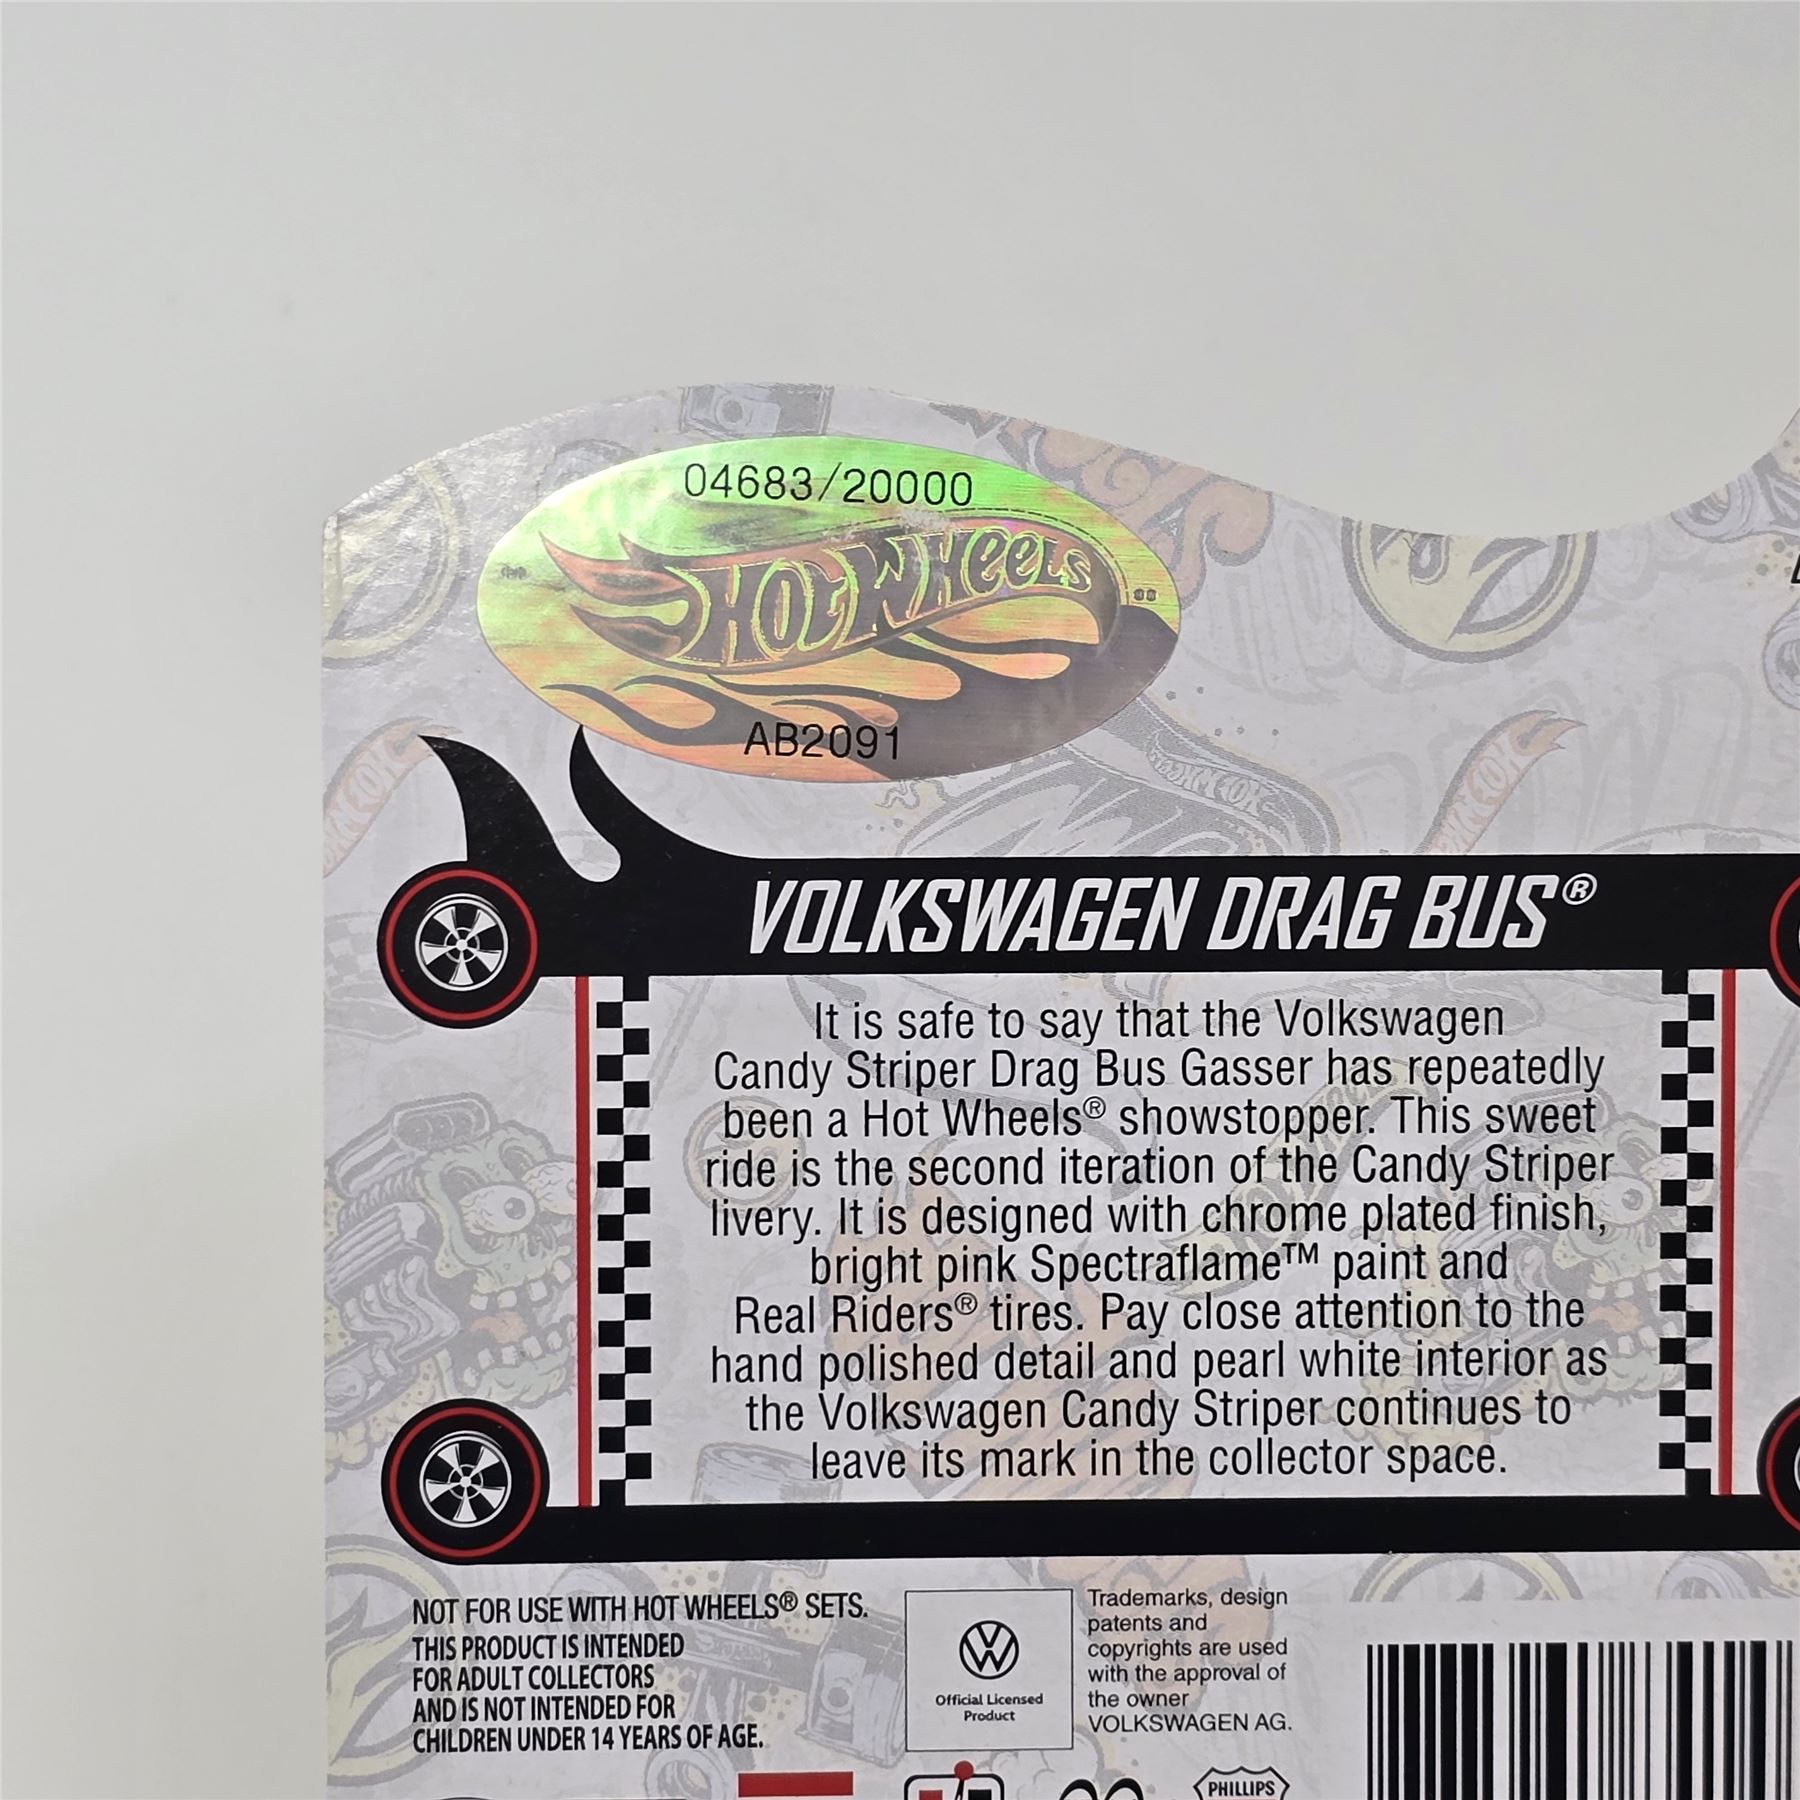 04683/20000
HOT WHEELS
AB2091
VOLKSWAGEN DRAG BUS®
It is safe to say that the Volkswagen
Candy Striper Drag Bus Gasser has repeatedly
been a Hot Wheels® showstopper. This sweet
ride is the second iteration of the Candy Striper
livery. It is designed with chrome plated finish,
bright pink Spectraflame™ paint and
Real Riders® tires. Pay close attention to the
hand polished detail and pearl white interior as
the Volkswagen Candy Striper continues to
leave its mark in the collector space.
NOT FOR USE WITH HOT WHEELS® SETS.
THIS PRODUCT IS INTENDED
FOR ADULT COLLECTORS
AND IS NOT INTENDED FOR
CHILDREN UNDER 14 YEARS OF AGE.
Official Licensed
Product
Trademarks, design
patents and
copyrights are used
with the approval of
the owner
VOLKSWAGEN AG.
PHILLIPS